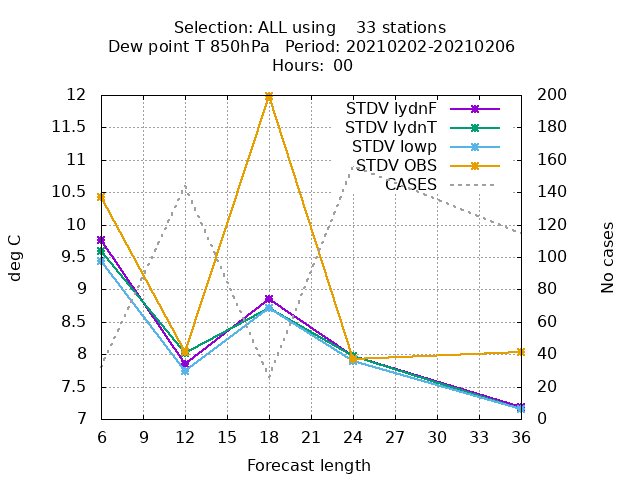 Selection: ALL using    33 stations
Dew point T 850hPa   Period: 20210202-20210206
Hours:  00
12 200
STDV lydnF
11.5 180
STDV lydnT
11 160
STDV lowp
STDV OBS
10.5 140
CASES
10 120
9.5 100
9 80
8.5 60
8 40
7.5 20
7 0
deg C
No cases
6 9 12 15 18 21 24 27 30 33 36
Forecast length